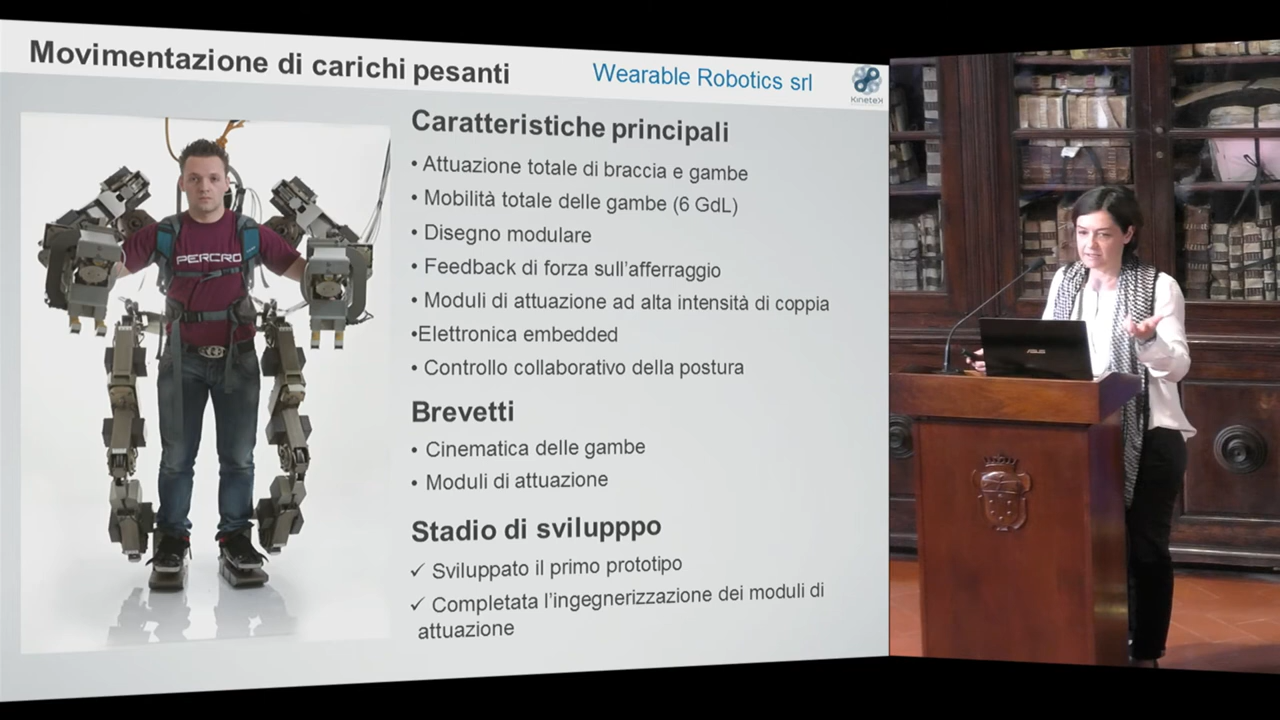 Movimentazione di carichi pesanti
Wearable Robotics srl
KineteX
Caratteristiche principali
• Attuazione totale di braccia e gambe
• Mobilità totale delle gambe (6 GdL)
• Disegno modulare
• Feedback di forza sull'afferraggio
• Moduli di attuazione ad alta intensità di coppia
•Elettronica embedded
• Controllo collaborativo della postura
Brevetti
• Cinematica delle gambe
• Moduli di attuazione
Stadio di svilupppo
✓ Sviluppato il primo prototipo
✓ Completata l'ingegnerizzazione dei moduli di
attuazione
PERCRO
ASUS